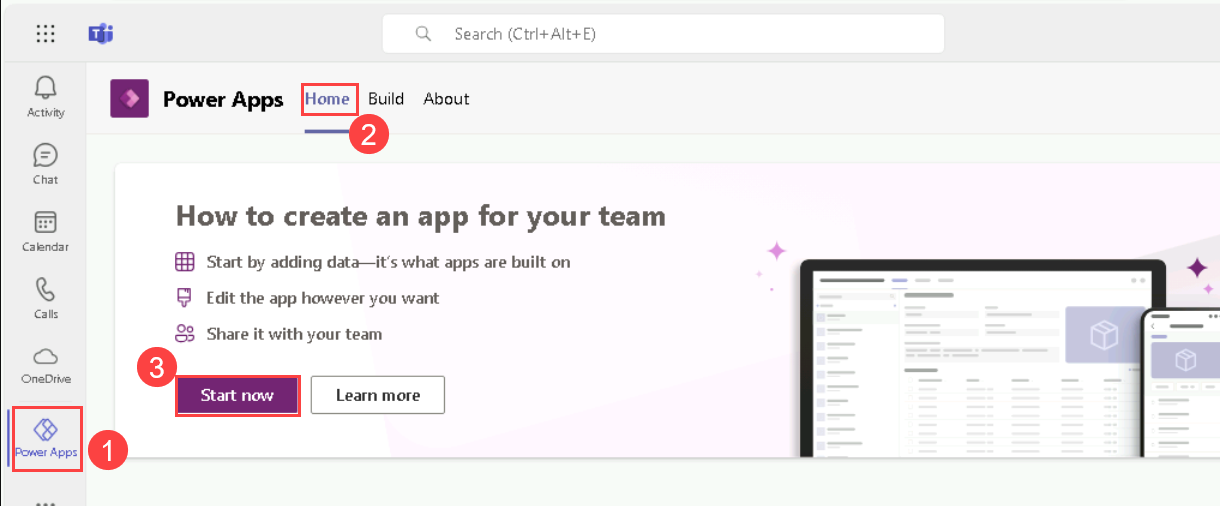 Search (Ctrl+Alt+E)
Activity
Chat
Calendar
Calls
OneDrive
Power Apps
1
Power Apps Home Build About
2
How to create an app for your team
Start by adding data—it's what apps are built on
Edit the app however you want
Share it with your team
3
Start now Learn more